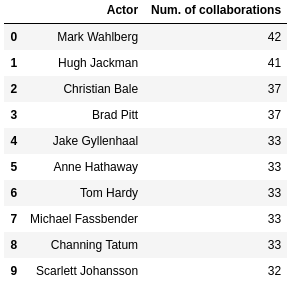 Actor Num. of collaborations
0 Mark Wahlberg 42
1 Hugh Jackman 41
2 Christian Bale 37
3 Brad Pitt 37
4 Jake Gyllenhaal 33
5 Anne Hathaway 33
6 Tom Hardy 33
7 Michael Fassbender 33
8 Channing Tatum 33
9 Scarlett Johansson 32